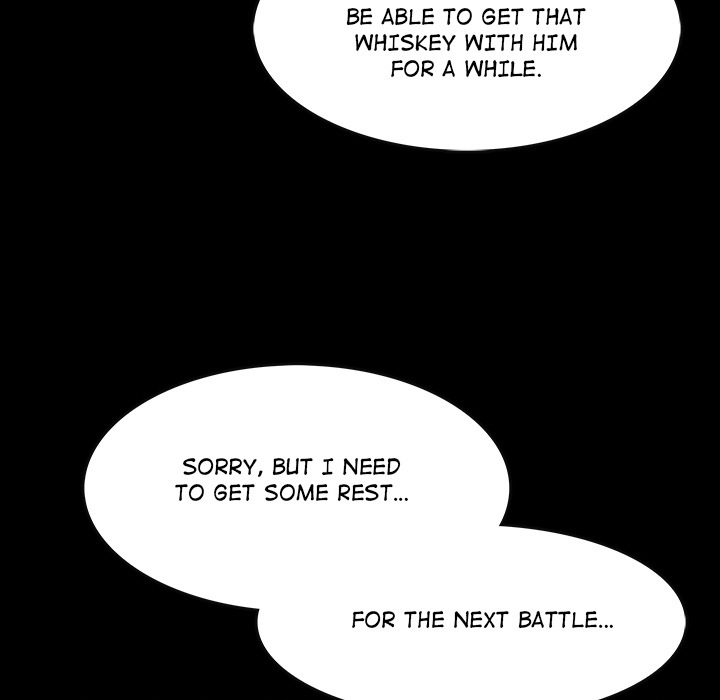 BE ABLE TO GET THAT
WHISKEY WITH HIM
FOR A WHILE.
SORRY, BUT I NEED
TO GET SOME REST...
FOR THE NEXT BATTLE...